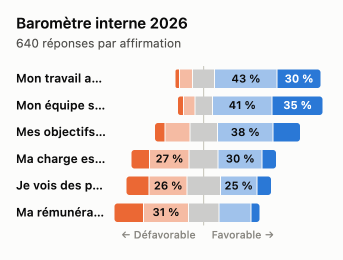 Baromètre interne 2026
640 réponses par affirmation
Mon travail a... 43 % 30 %
Mon équipe s... 41 % 35 %
Mes objectifs... 38 %
Ma charge es... 27 % 30 %
Je vois des p... 26 % 25 %
Ma rémunéra... 31 %
← Défavorable Favorable →